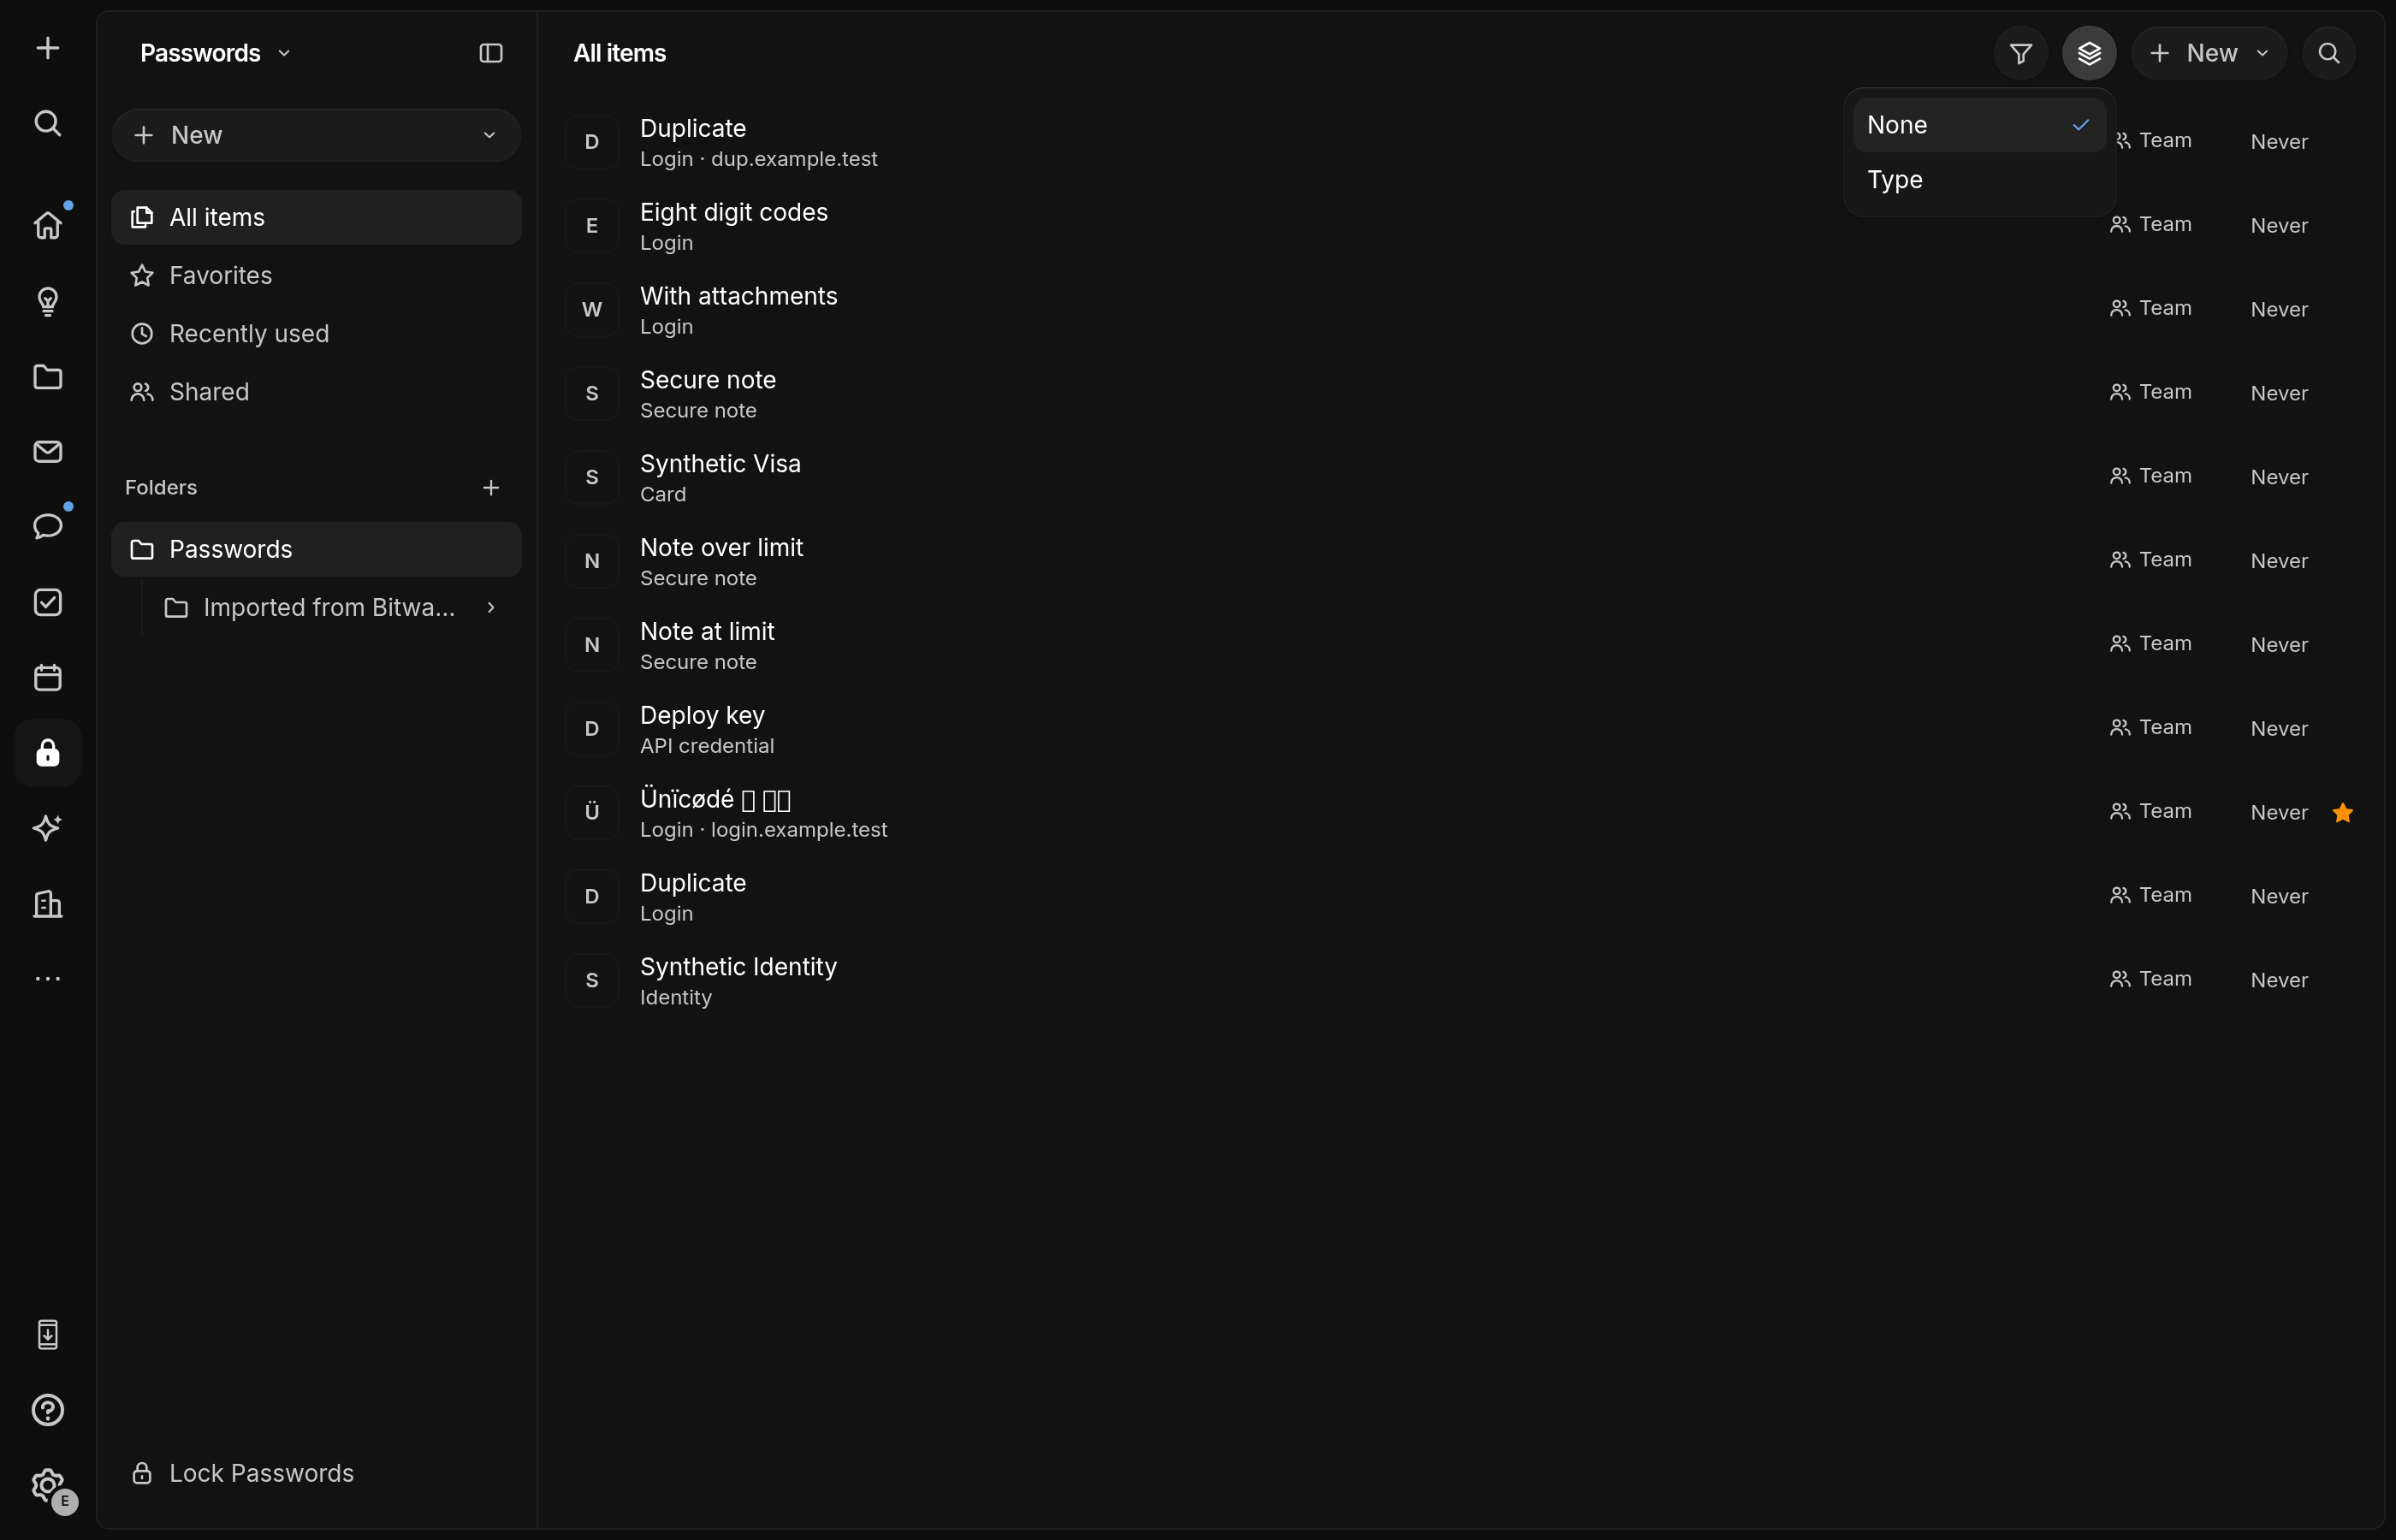 Passwords
New
All items
Favorites
Recently used
Shared
Folders
Passwords
Imported from Bitwa...
Lock Passwords
E
All items
New
None
Type
D
Duplicate
Login · dup.example.test
Team
Never
E
Eight digit codes
Login
Team
Never
W
With attachments
Login
Team
Never
S
Secure note
Secure note
Team
Never
S
Synthetic Visa
Card
Team
Never
N
Note over limit
Secure note
Team
Never
N
Note at limit
Secure note
Team
Never
D
Deploy key
API credential
Team
Never
Ü
Ünïcødé
Login · login.example.test
Team
Never
D
Duplicate
Login
Team
Never
S
Synthetic Identity
Identity
Team
Never